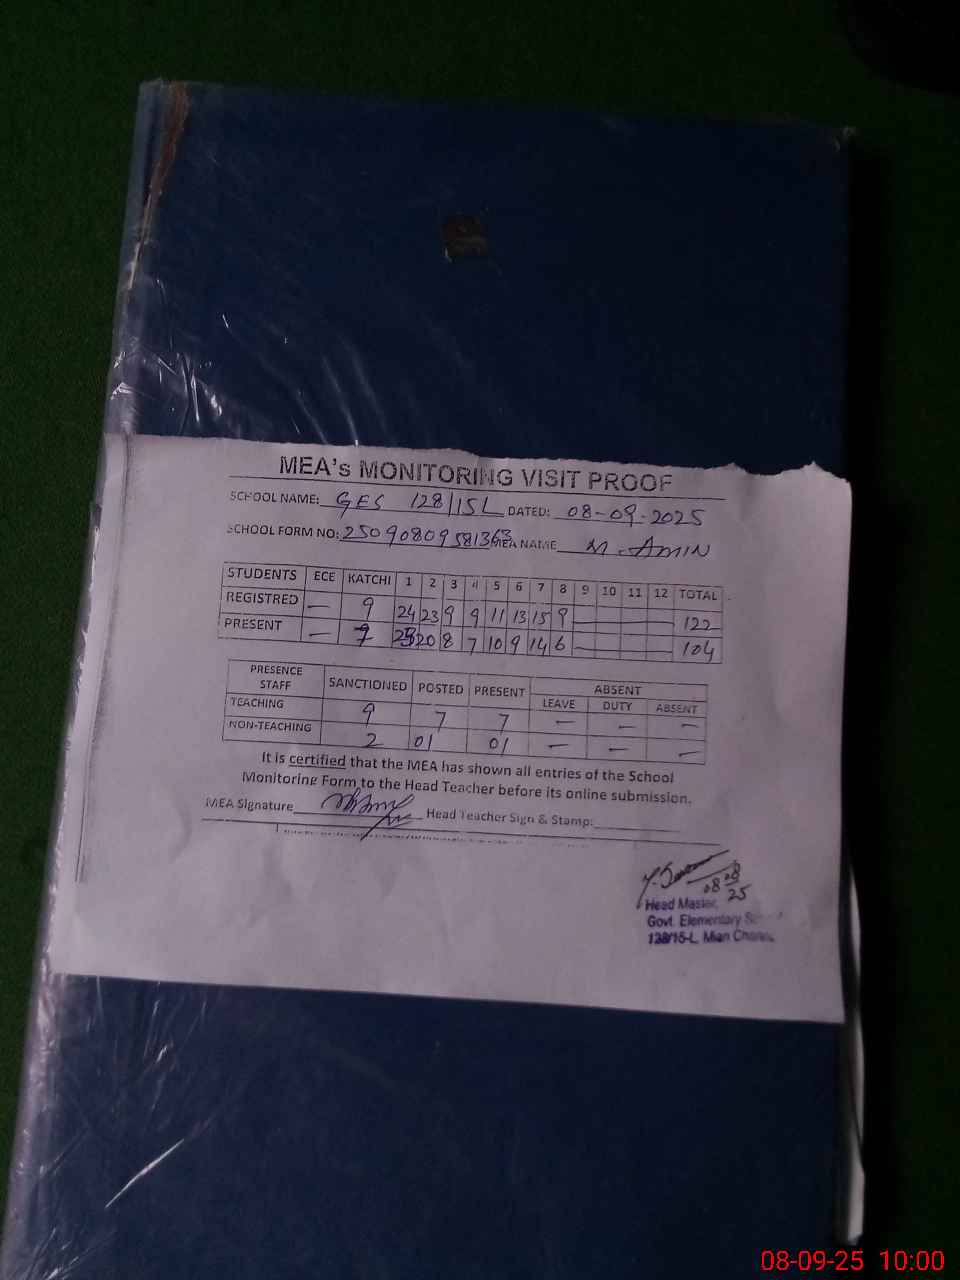 MEA's MONITORING VISIT PROOF
SCHOOL NAME: GES 128/15L DATED: 08-09-2025
SCHOOL FORM NO: 25090809581363 MEA NAME M. AMIN
STUDENTS ECE KATCHI 1 2 3 4 5 6 7 8 9 10 11 12 TOTAL
REGISTRED — 9 24 23 9 9 11 13 15 9 — 122
PRESENT — 7 20 8 7 10 9 14 6 — 104
PRESENCE STAFF SANCTIONED POSTED PRESENT ABSENT
LEAVE DUTY ABSENT
TEACHING 9 7 7 — — —
NON-TEACHING 2 01 01 — — —
It is certified that the MEA has shown all entries of the School
Monitoring Form to the Head Teacher before its online submission.
MEA Signature Head Teacher Sign & Stamp:
08 08
25
Head Master,
Govt. Elementary
128/15-L, Mian
08-09-25 10:00